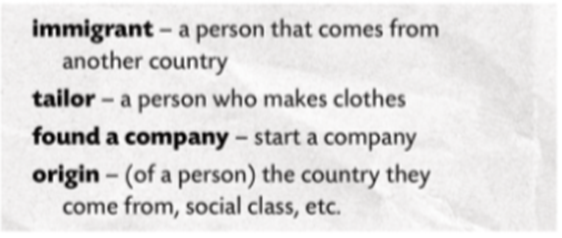 immigrant – a person that comes from
another country
tailor – a person who makes clothes
found a company – start a company
origin – (of a person) the country they
come from, social class, etc.